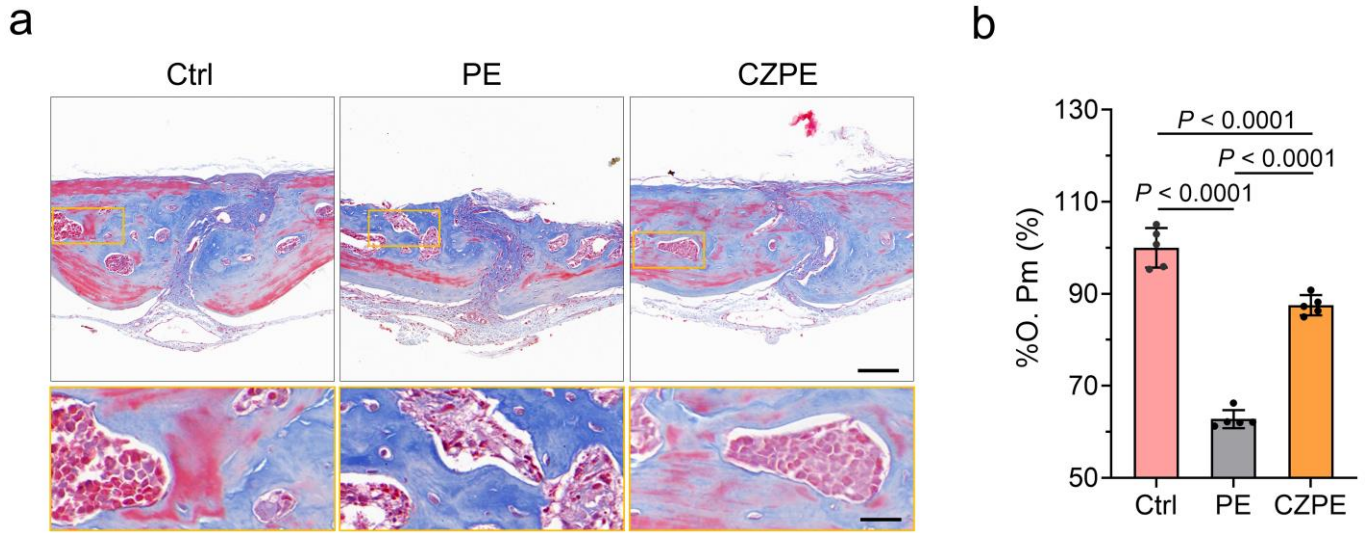 a
Ctrl PE CZPE
b
%O. Pm (%)
130
110
90
70
50
P < 0.0001
P < 0.0001
P < 0.0001
Ctrl PE CZPE